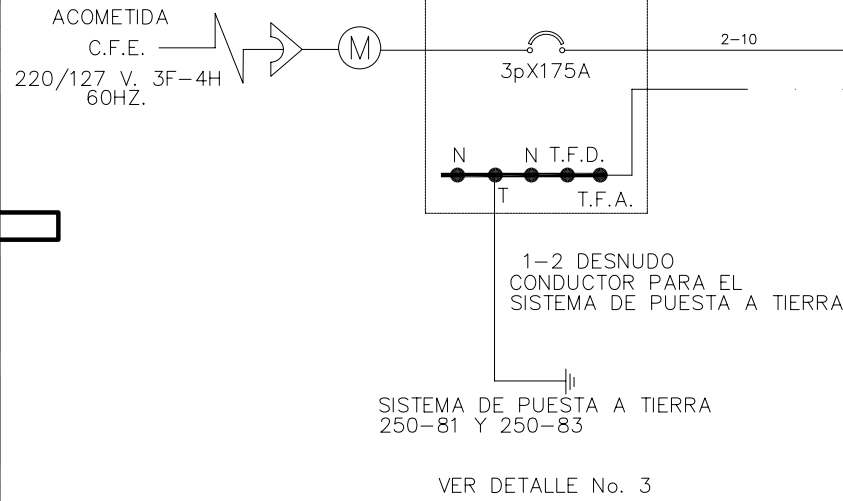 ACOMETIDA
C.F.E.
220/127 V. 3F-4H
60HZ.
M
3pX175A
2-10
N
N
T.F.D.
T
T.F.A.
1-2 DESNUDO
CONDUCTOR PARA EL
SISTEMA DE PUESTA A TIERRA
SISTEMA DE PUESTA A TIERRA
250-81 Y 250-83
VER DETALLE No. 3